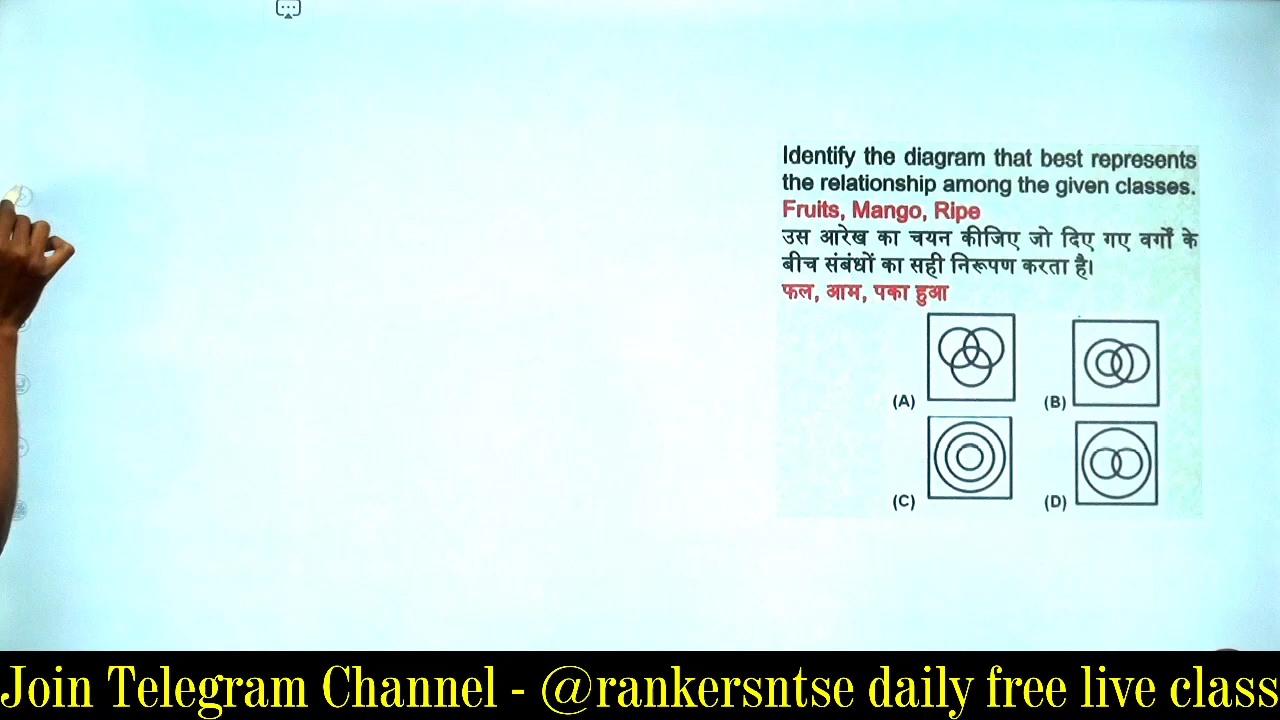 Identify the diagram that best represents
the relationship among the given classes.
Fruits, Mango, Ripe
उस आरेख का चयन कीजिए जो दिए गए वर्गों के
बीच संबंधों का सही निरूपण करता है।
फल, आम, पका हुआ
(A) (B)
(C) (D)
Join Telegram Channel - @rankersntse daily free live class